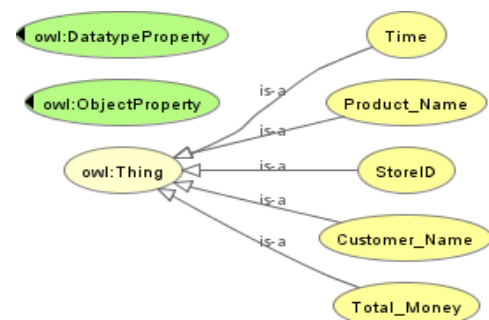 owl:DatatypeProperty
Time
is-a
owl:ObjectProperty
Product_Name
is-a
owl:Thing
is-a
StoreID
is-a
Customer_Name
is-a
Total_Money